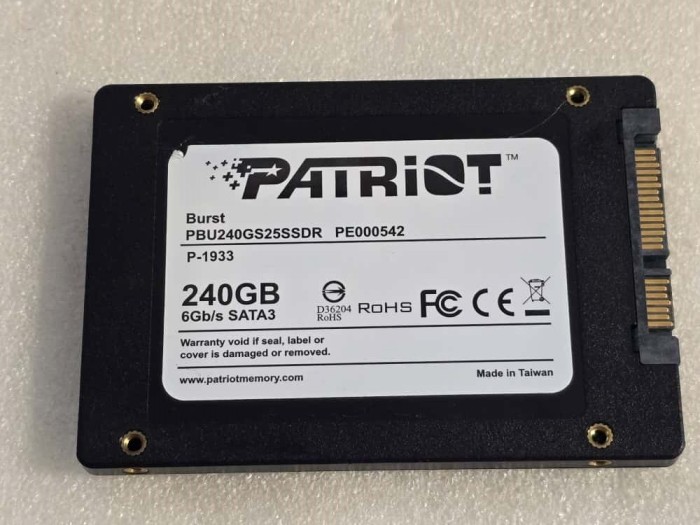 PATRiOT™
Burst
PBU240GS25SSDR PE000542
P-1933
240GB
6Gb/s SATA3
D36204
RoHS
RoHS FC CE
Warranty void if seal, label or
cover is damaged or removed.
www.patriotmemory.com
Made in Taiwan